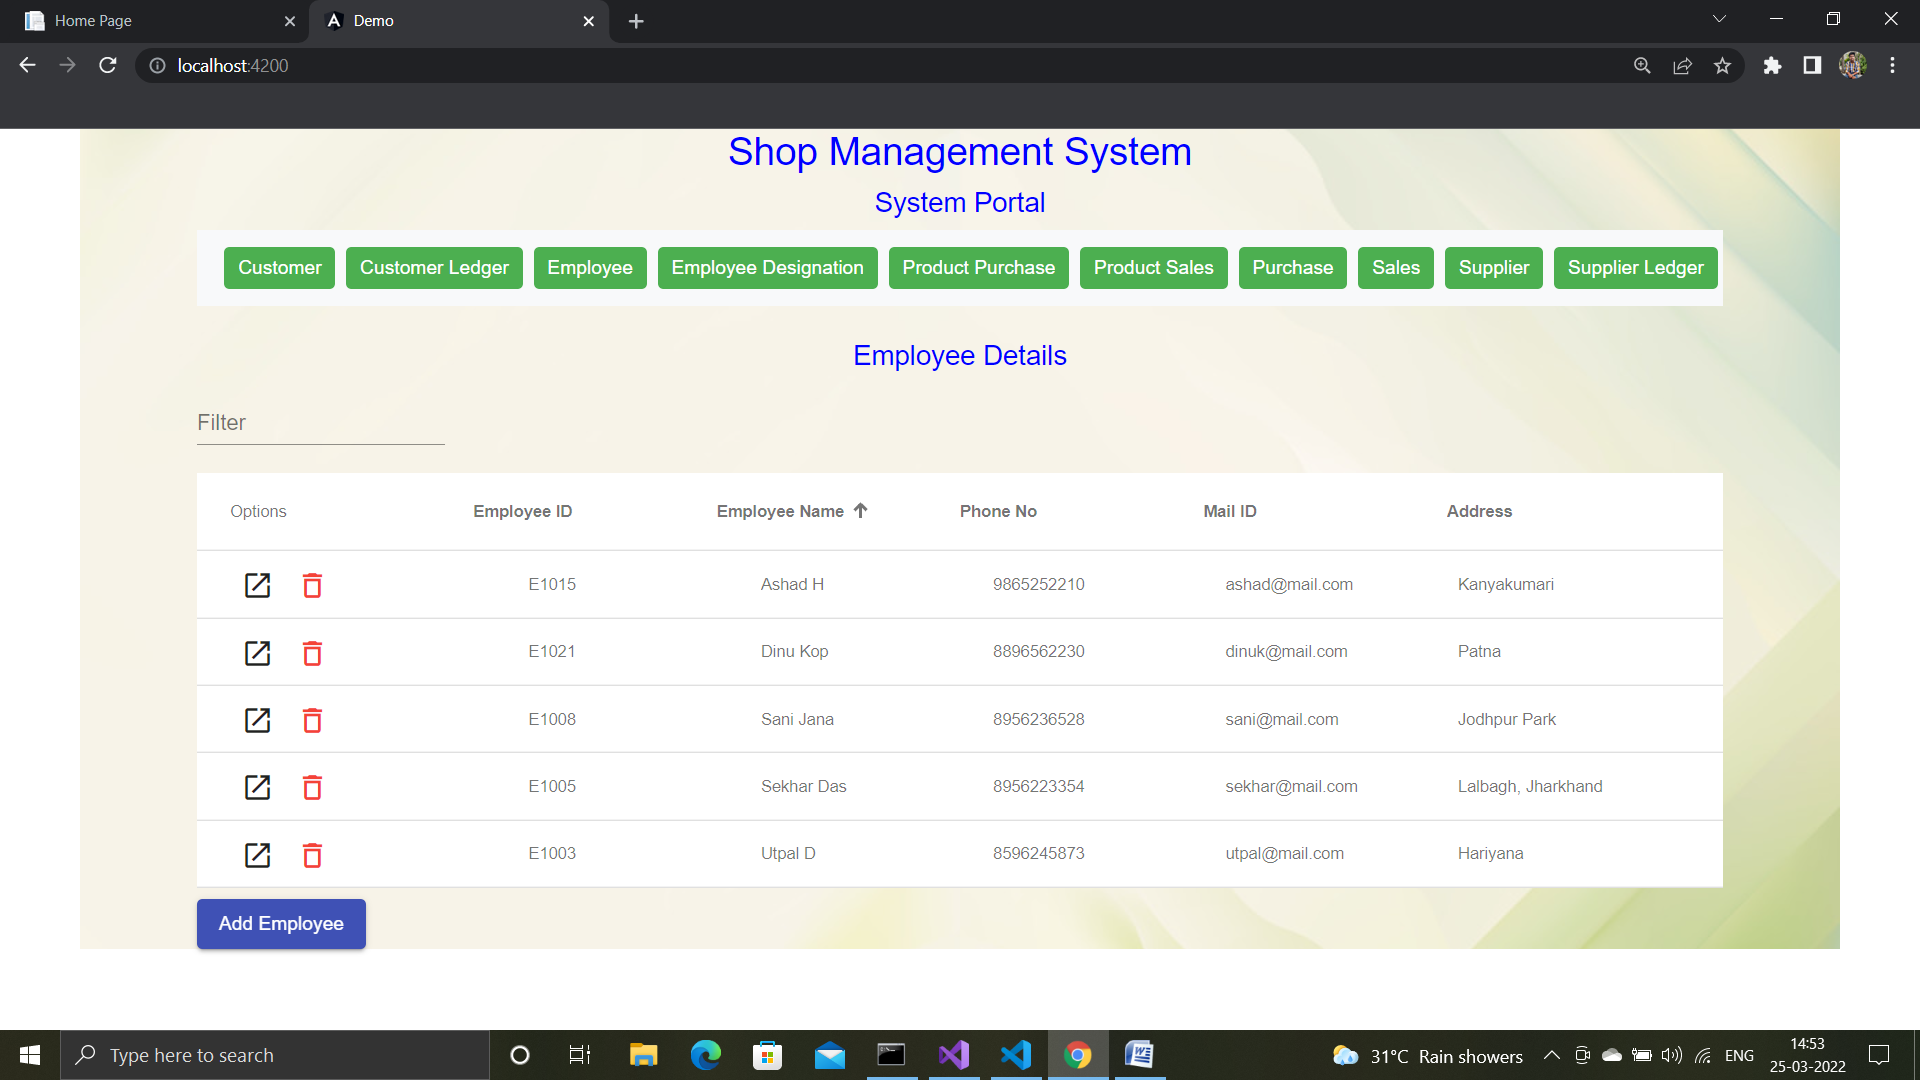 Home Page
Demo
localhost:4200
Shop Management System
System Portal
Customer Customer Ledger Employee Employee Designation Product Purchase Product Sales Purchase Sales Supplier Supplier Ledger
Employee Details
Filter
Options Employee ID Employee Name Phone No Mail ID Address
E1015 Ashad H 9865252210 ashad@mail.com Kanyakumari
E1021 Dinu Kop 8896562230 dinuk@mail.com Patna
E1008 Sani Jana 8956236528 sani@mail.com Jodhpur Park
E1005 Sekhar Das 8956223354 sekhar@mail.com Lalbagh, Jharkhand
E1003 Utpal D 8596245873 utpal@mail.com Hariyana
Add Employee
Type here to search
31°C Rain showers
ENG
14:53
25-03-2022